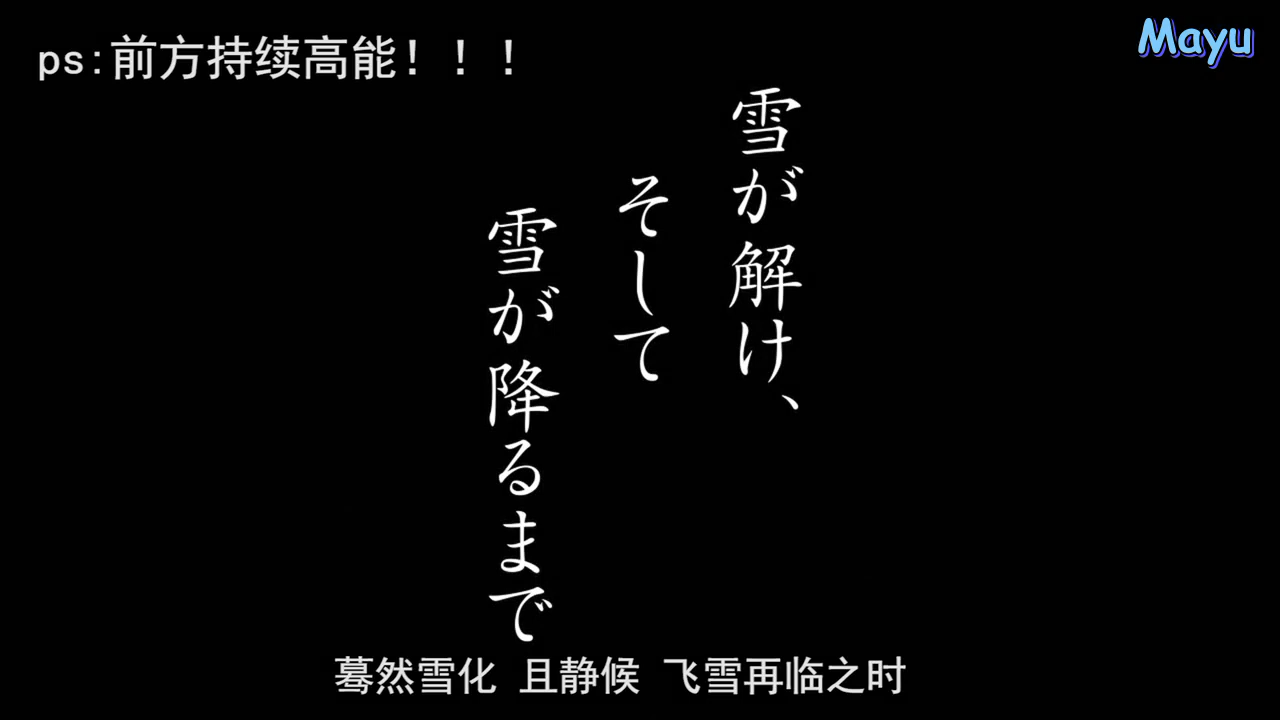 ps:前方持续高能！！！
Mayu
雪が解け、
そして
雪が降るまで
蓦然雪化 且静候 飞雪再临之时